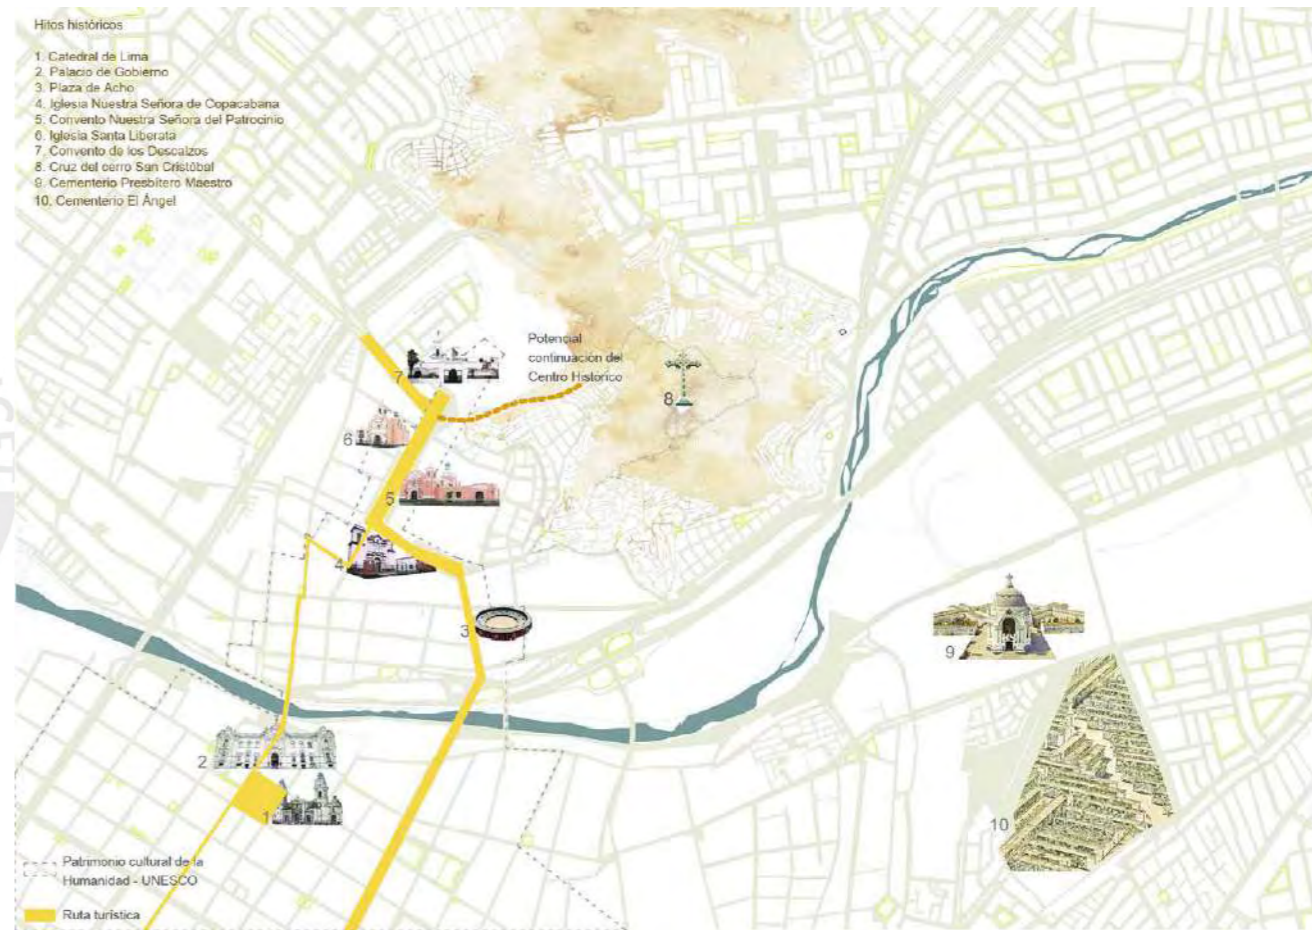 Hitos históricos
1. Catedral de Lima
2. Palacio de Gobierno
3. Plaza de Acho
4. Iglesia Nuestra Señora de Copacabana
5. Convento Nuestra Señora del Patrocinio
6. Iglesia Santa Liberata
7. Convento de los Descalzos
8. Cruz del cerro San Cristóbal
9. Cementerio Presbítero Maestro
10. Cementerio El Ángel
Potencial
continuación del
Centro Histórico
7
8
6
5
4
3
9
2
1
10
Patrimonio cultural de la
Humanidad - UNESCO
Ruta turística